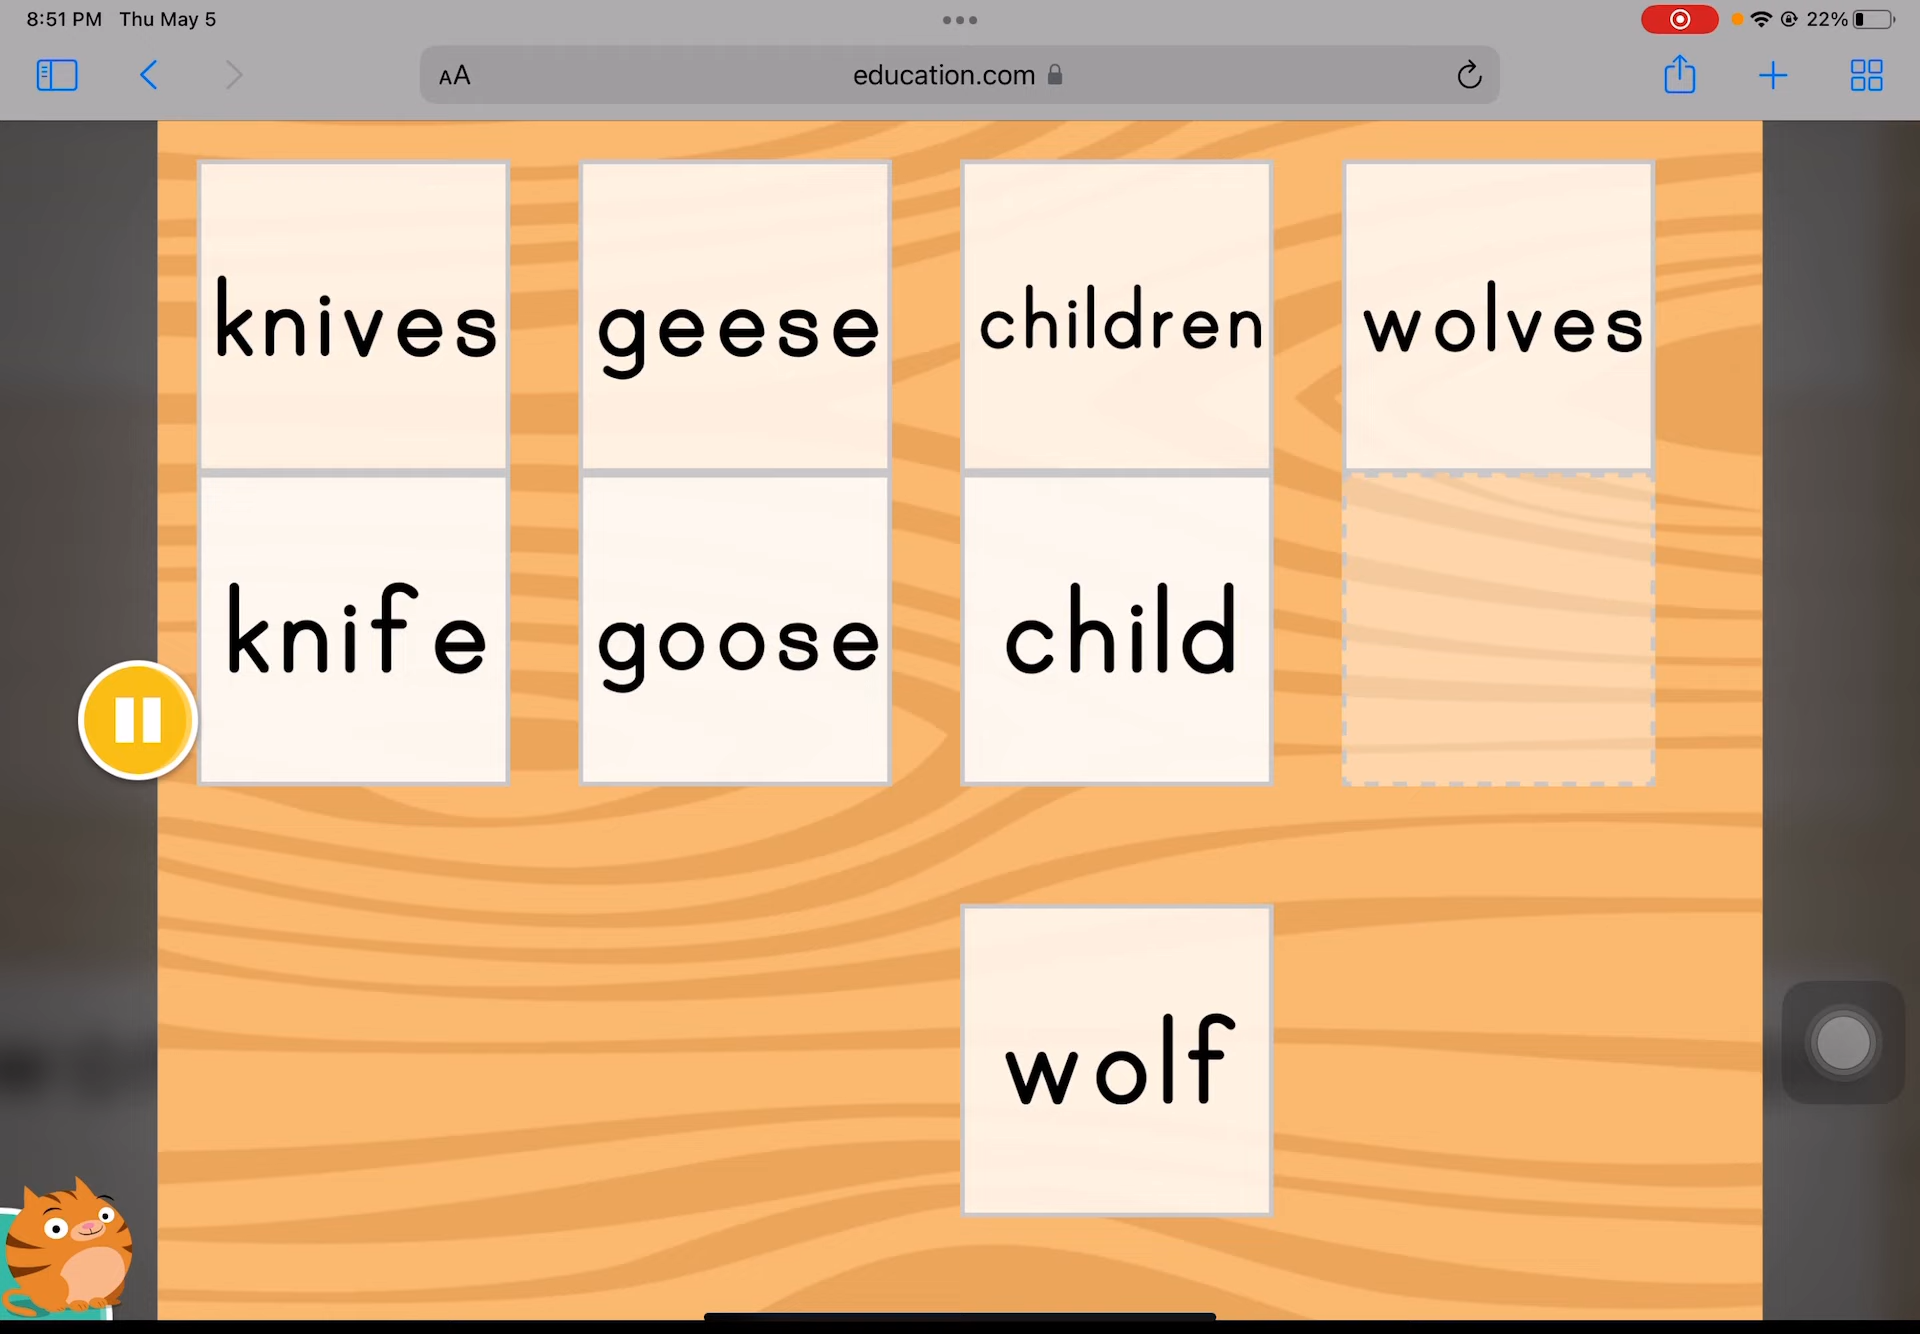 8:51 PM Thu May 5
22%
AA
education.com
knives geese children wolves
knife goose child
wolf